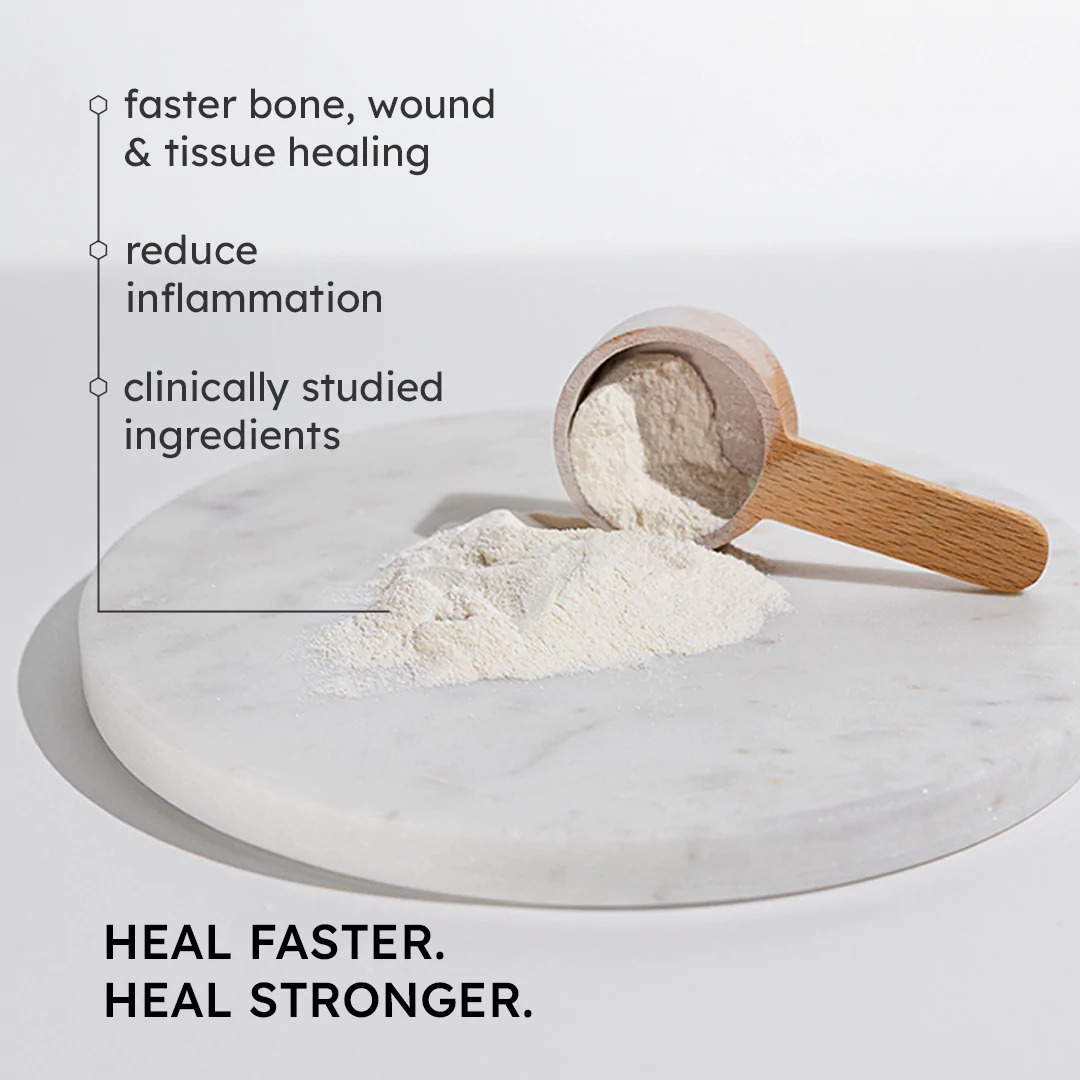 faster bone, wound
& tissue healing
reduce
inflammation
clinically studied
ingredients
HEAL FASTER.
HEAL STRONGER.